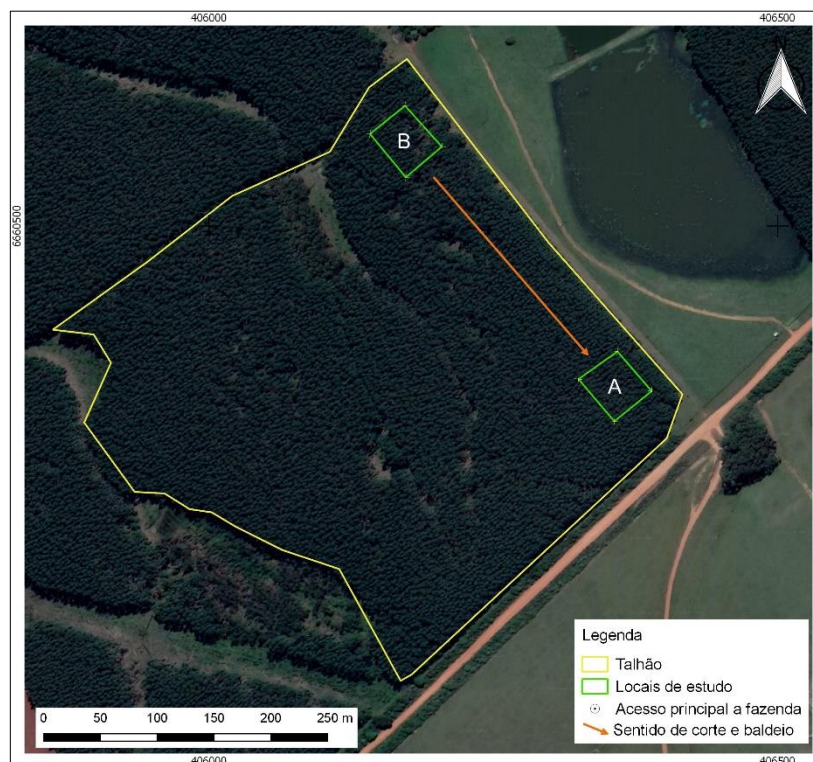 406000
406500
6660500
B
A
Legenda
Talhão
Locais de estudo
Acesso principal a fazenda
Sentido de corte e baldeio
0 50 100 150 200 250 m
406000
406500